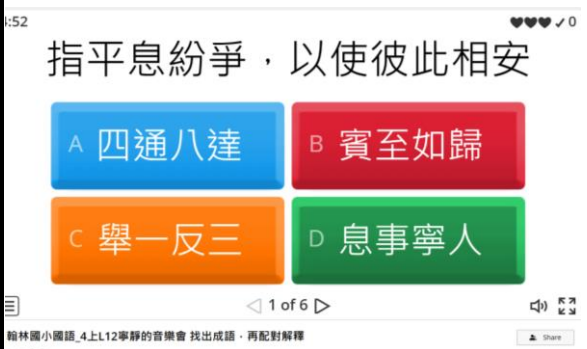 4:52
✓ 0
指平息紛爭，以使彼此相安
A 四通八達
B 賓至如歸
C 舉一反三
D 息事寧人
1 of 6
翰林國小國語_4上L12寧靜的音樂會 找出成語，再配對解釋
Share